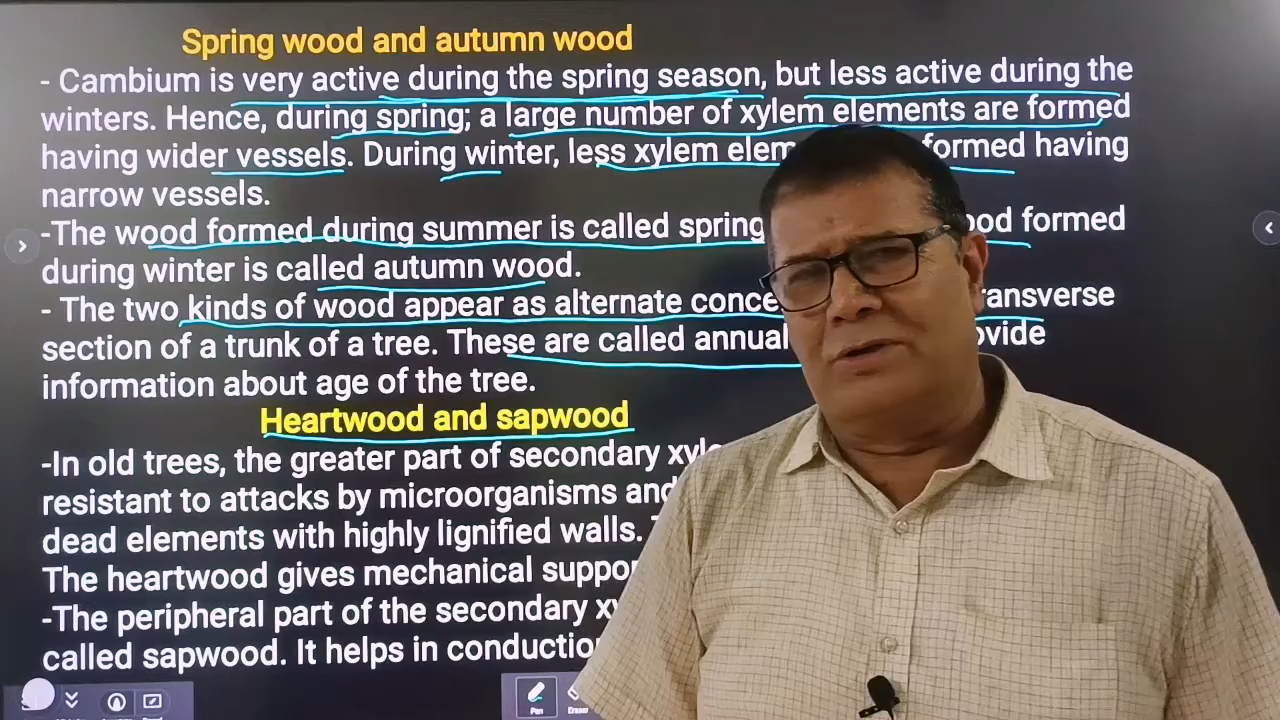 Spring wood and autumn wood
- Cambium is very active during the spring season, but less active during the
winters. Hence, during spring; a large number of xylem elements are formed
having wider vessels. During winter, less xylem elem formed having
narrow vessels.
-The wood formed during summer is called spring ood formed
during winter is called autumn wood.
- The two kinds of wood appear as alternate conce ransverse
section of a trunk of a tree. These are called annual ovide
information about age of the tree.
Heartwood and sapwood
-In old trees, the greater part of secondary xyle
resistant to attacks by microorganisms and
dead elements with highly lignified walls.
The heartwood gives mechanical suppor
-The peripheral part of the secondary xy
called sapwood. It helps in conductio
Pen